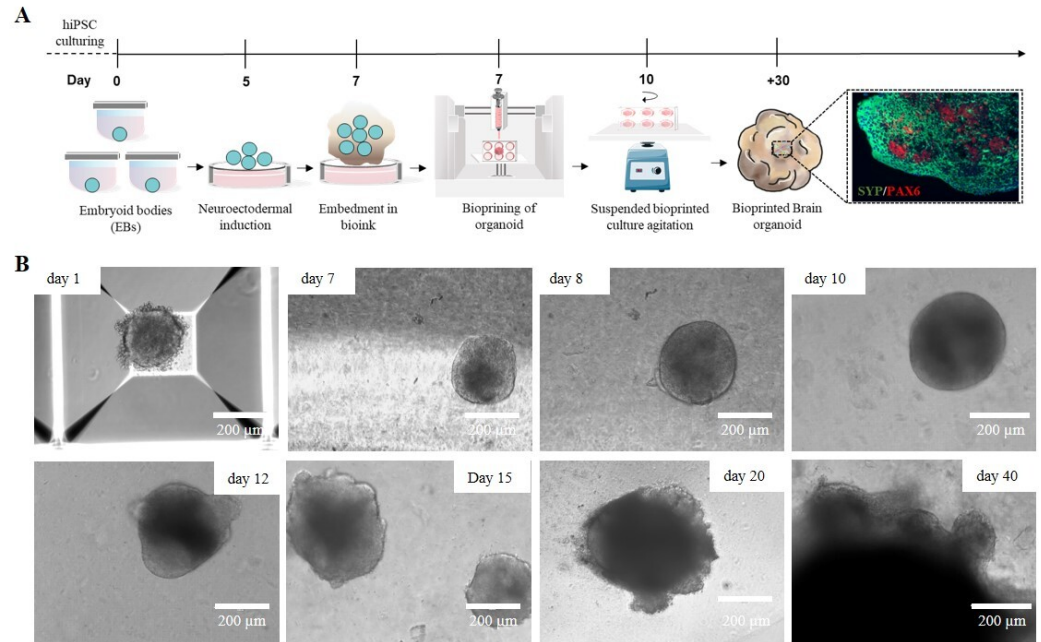 A
hiPSC
culturing
Day 0 5 7 7 10 +30
Embryoid bodies
(EBs)
Neuroectodermal
induction
Embedment in
bioink
Bioprining of
organoid
Suspended bioprinted
culture agitation
Bioprinted Brain
organoid
SYP/PAX6
B
day 1
200 µm
day 7
200 µm
day 8
200 µm
day 10
200 µm
day 12
200 µm
Day 15
200 µm
day 20
200 µm
day 40
200 µm